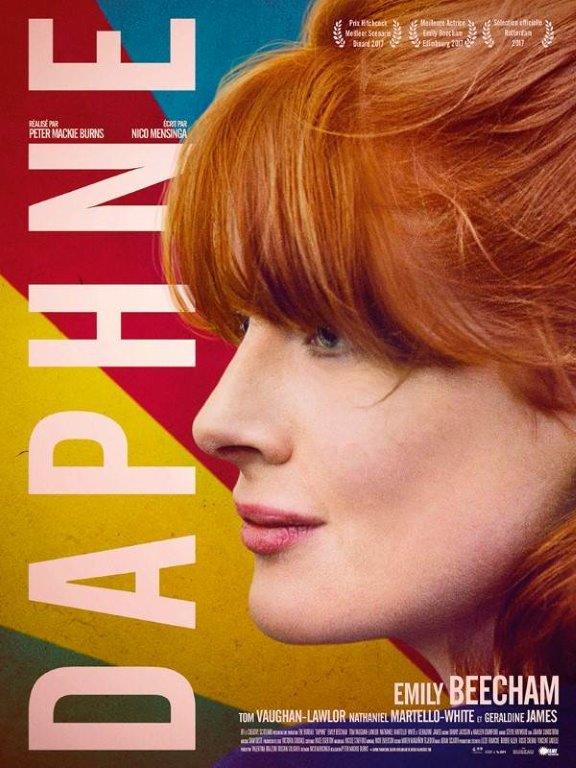 Prix Hitchcock
Meilleur Scénario
Dinard 2017
Meilleure Actrice
Emily Beecham
Edimbourg 2017
Sélection officielle
Rotterdam
2017
RÉALISÉ PAR
PETER MACKIE BURNS
ÉCRIT PAR
NICO MENSINGA
DAPHNE
EMILY BEECHAM
TOM VAUGHAN-LAWLOR NATHANIEL MARTELLO-WHITE ET GERALDINE JAMES